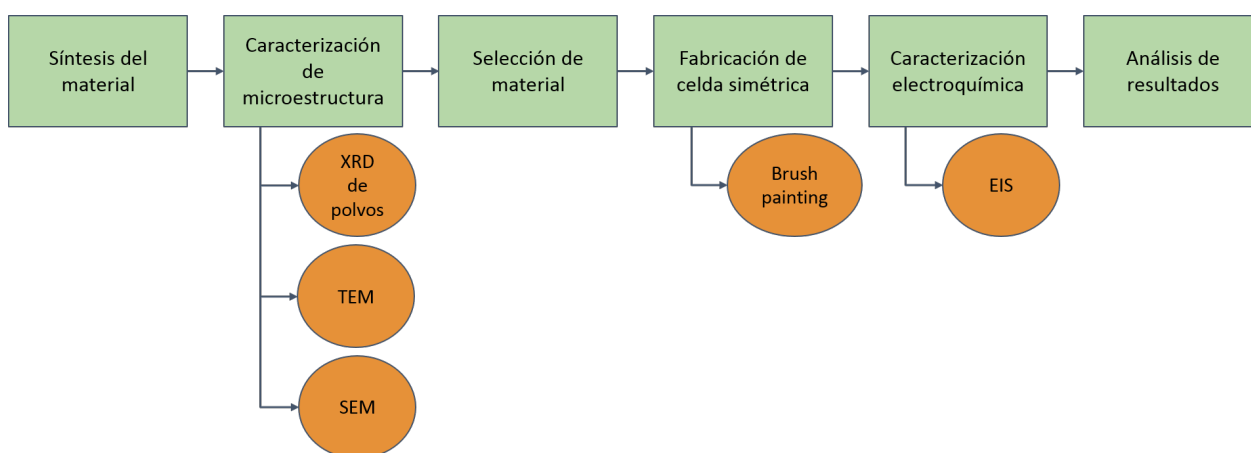 Síntesis del
material
Caracterización
de
microestructura
Selección de
material
Fabricación de
celda simétrica
Caracterización
electroquímica
Análisis de
resultados
XRD
de
polvos
TEM
SEM
Brush
painting
EIS